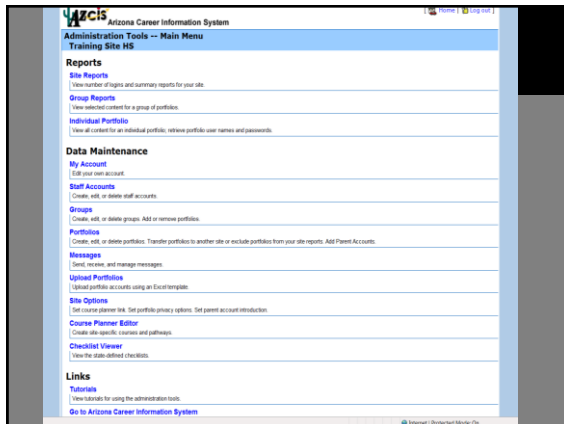 AzCIS Arizona Career Information System
Home | Log out ]
Administration Tools -- Main Menu
Training Site HS
Reports
Site Reports
View number of logins and summary reports for your site.
Group Reports
View selected content for a group of portfolios.
Individual Portfolio
View all content for an individual portfolio, retrieve portfolio user names and passwords.
Data Maintenance
My Account
Edit your own account.
Staff Accounts
Create, edit, or delete staff accounts.
Groups
Create, edit, or delete groups. Add or remove portfolios.
Portfolios
Create, edit, or delete portfolios. Transfer portfolios to another site or exclude portfolios from your site reports. Add Parent Accounts.
Messages
Send, receive, and manage messages.
Upload Portfolios
Upload portfolio accounts using an Excel template.
Site Options
Set course planner link. Set portfolio privacy options. Set parent account introduction.
Course Planner Editor
Create site-specific courses and pathways.
Checklist Viewer
View the state-defined checklists.
Links
Tutorials
View tutorials for using the administration tools.
Go to Arizona Career Information System
Internet | Protected Mode: On